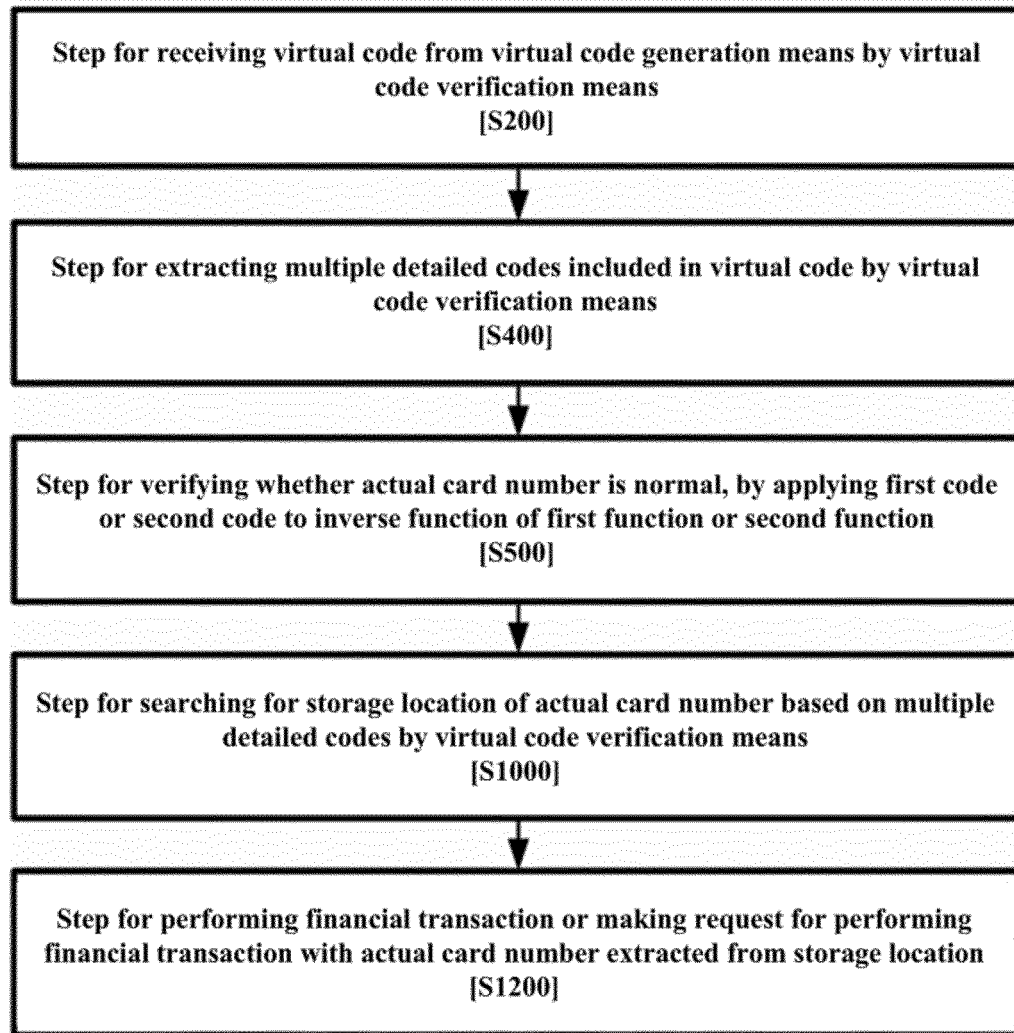 Step for receiving virtual code from virtual code generation means by virtual
code verification means
[S200]
Step for extracting multiple detailed codes included in virtual code by virtual
code verification means
[S400]
Step for verifying whether actual card number is normal, by applying first code
or second code to inverse function of first function or second function
[S500]
Step for searching for storage location of actual card number based on multiple
detailed codes by virtual code verification means
[S1000]
Step for performing financial transaction or making request for performing
financial transaction with actual card number extracted from storage location
[S1200]